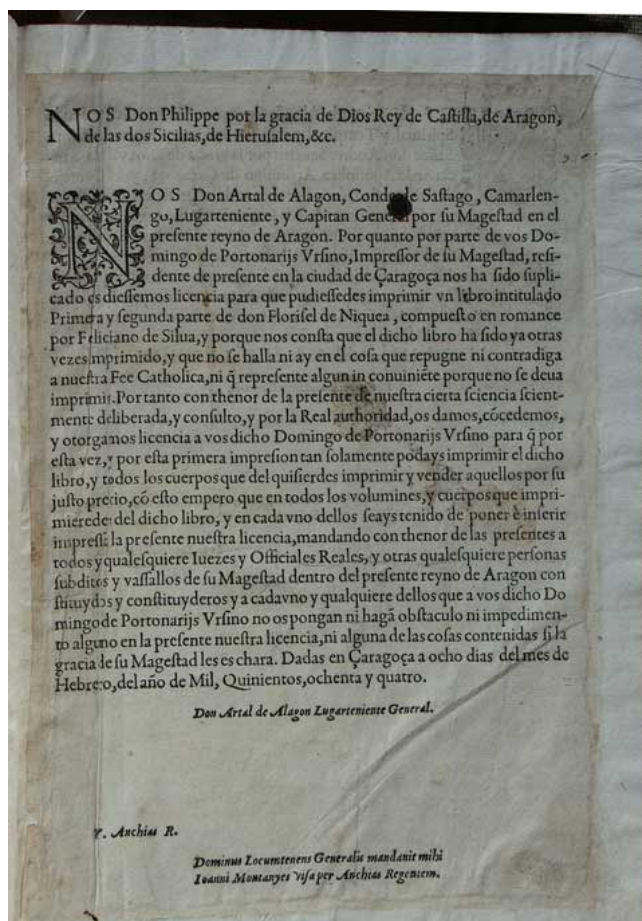 NOS Don Philippe por la gracia de Dios Rey de Castilla, de Aragon,
de las dos Sicilias, de Hierusalem, &c.
NOS Don Artal de Alagon, Conde de Sastago, Camarlen-
go, Lugarteniente, y Capitan General por su Magestad en el
presente reyno de Aragon. Por quanto por parte de vos Do-
mingo de Portonarijs Vrsino, Impressor de su Magestad, resi-
dente de presente en la ciudad de Çaragoça nos ha sido supli-
cado os diessemos licencia para que pudiessedes imprimir vn libro intitulado
Primera y segunda parte de don Florisel de Niquea, compuesto en romance
por Feliciano de Silua, y porque nos consta que el dicho libro ha sido ya otras
vezes imprimido, y que no se halla ni ay en el cosa que repugne ni contradiga
a nuestra Fee Catholica, ni q̃ represente algun in conuiniẽte porque no se deua
imprimir. Por tanto con thenor de la presente de nuestra cierta sciencia scient-
mente deliberada, y consulto, y por la Real authoridad, os damos, cõcedemos,
y otorgamos licencia a vos dicho Domingo de Portonarijs Vrsino para q̃ por
esta vez, y por esta primera impresion tan solamente podays imprimir el dicho
libro, y todos los cuerpos que del quisierdes imprimir y vender aquellos por su
justo precio, cõ esto empero que en todos los volumines, y cuerpos que impri-
mieredes del dicho libro, y en cada vno dellos seays tenido de poner è inserir
impressa la presente nuestra licencia, mandando con thenor de las presentes a
todos y qualesquiere Iuezes y Officiales Reales, y otras qualesquiere personas
subditos y vassallos de su Magestad dentro del presente reyno de Aragon con
stituydos y constituyderos y a cadavno y qualquiere dellos que a vos dicho Do
mingo de Portonarijs Vrsino no os pongan ni hagã obstaculo ni impedimen-
to alguno en la presente nuestra licencia, ni alguna de las cosas contenidas si la
gracia de su Magestad les es chara. Dadas en Çaragoça a ocho dias del mes de
Hebrero, del año de Mil, Quinientos, ochenta y quatro.
Don Artal de Alagon Lugarteniente General.
Anchias R.
Dominus Locumtenens Generalis mandauit mihi
Ioanni Montanyes visa per Anchias Regentem.